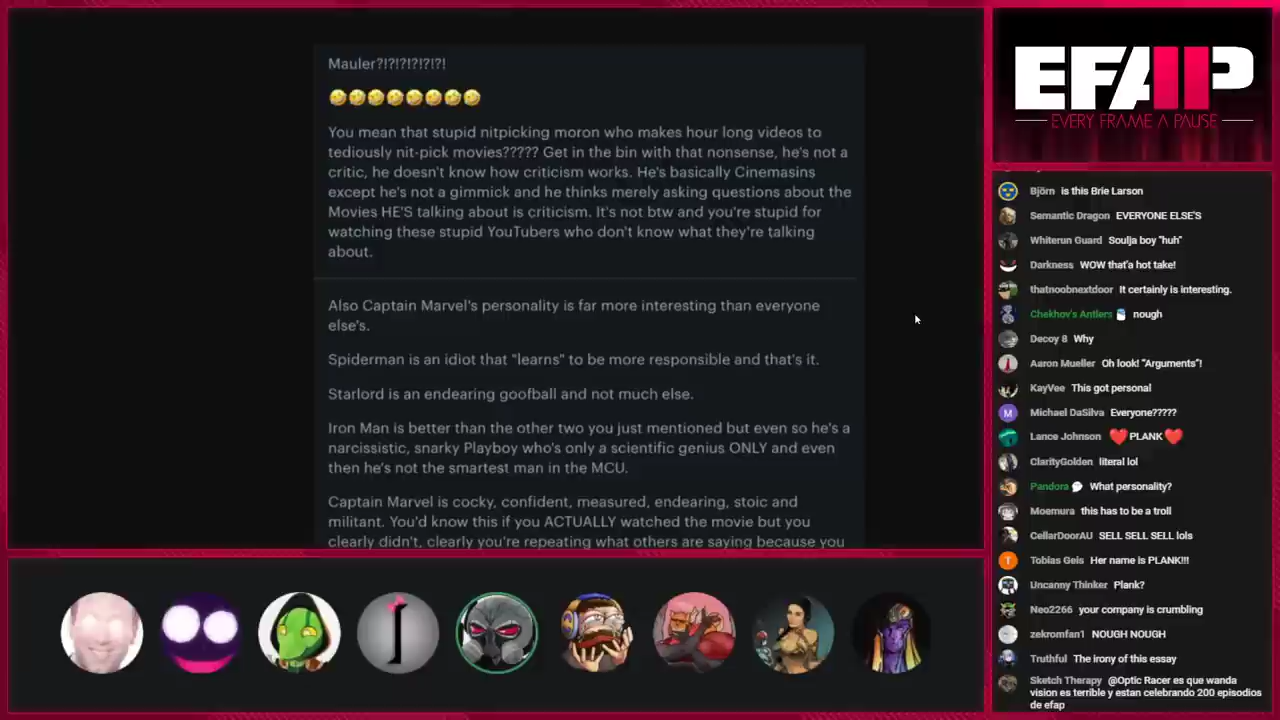 Mauler?!?!?!?!?!?!
You mean that stupid nitpicking moron who makes hour long videos to
tediously nit-pick movies????? Get in the bin with that nonsense, he's not a
critic, he doesn't know how criticism works. He's basically Cinemasins
except he's not a gimmick and he thinks merely asking questions about the
Movies HE'S talking about is criticism. It's not btw and you're stupid for
watching these stupid YouTubers who don't know what they're talking
about.
Also Captain Marvel's personality is far more interesting than everyone
else's.
Spiderman is an idiot that "learns" to be more responsible and that's it.
Starlord is an endearing goofball and not much else.
Iron Man is better than the other two you just mentioned but even so he's a
narcissistic, snarky Playboy who's only a scientific genius ONLY and even
then he's not the smartest man in the MCU.
Captain Marvel is cocky, confident, measured, endearing, stoic and
militant. You'd know this if you ACTUALLY watched the movie but you
clearly didn't, clearly you're repeating what others are saying because you
EFAP
EVERY FRAME A PAUSE
Björn is this Brie Larson
Semantic Dragon EVERYONE ELSE'S
Whiterun Guard Soulja boy "huh"
Darkness WOW that'a hot take!
thatnoobnextdoor It certainly is interesting.
Chekhov's Antlers nough
Decoy 8 Why
Aaron Mueller Oh look! "Arguments"!
KayVee This got personal
M Michael DaSilva Everyone?????
Lance Johnson PLANK
ClarityGolden literal lol
Pandora What personality?
Moemura this has to be a troll
CellarDoorAU SELL SELL SELL lols
T Tobias Geis Her name is PLANK!!!
Uncanny Thinker Plank?
Neo2266 your company is crumbling
zekromfan1 NOUGH NOUGH
Truthful The irony of this essay
Sketch Therapy @Optic Racer es que wanda
vision es terrible y estan celebrando 200 episodios
de efap